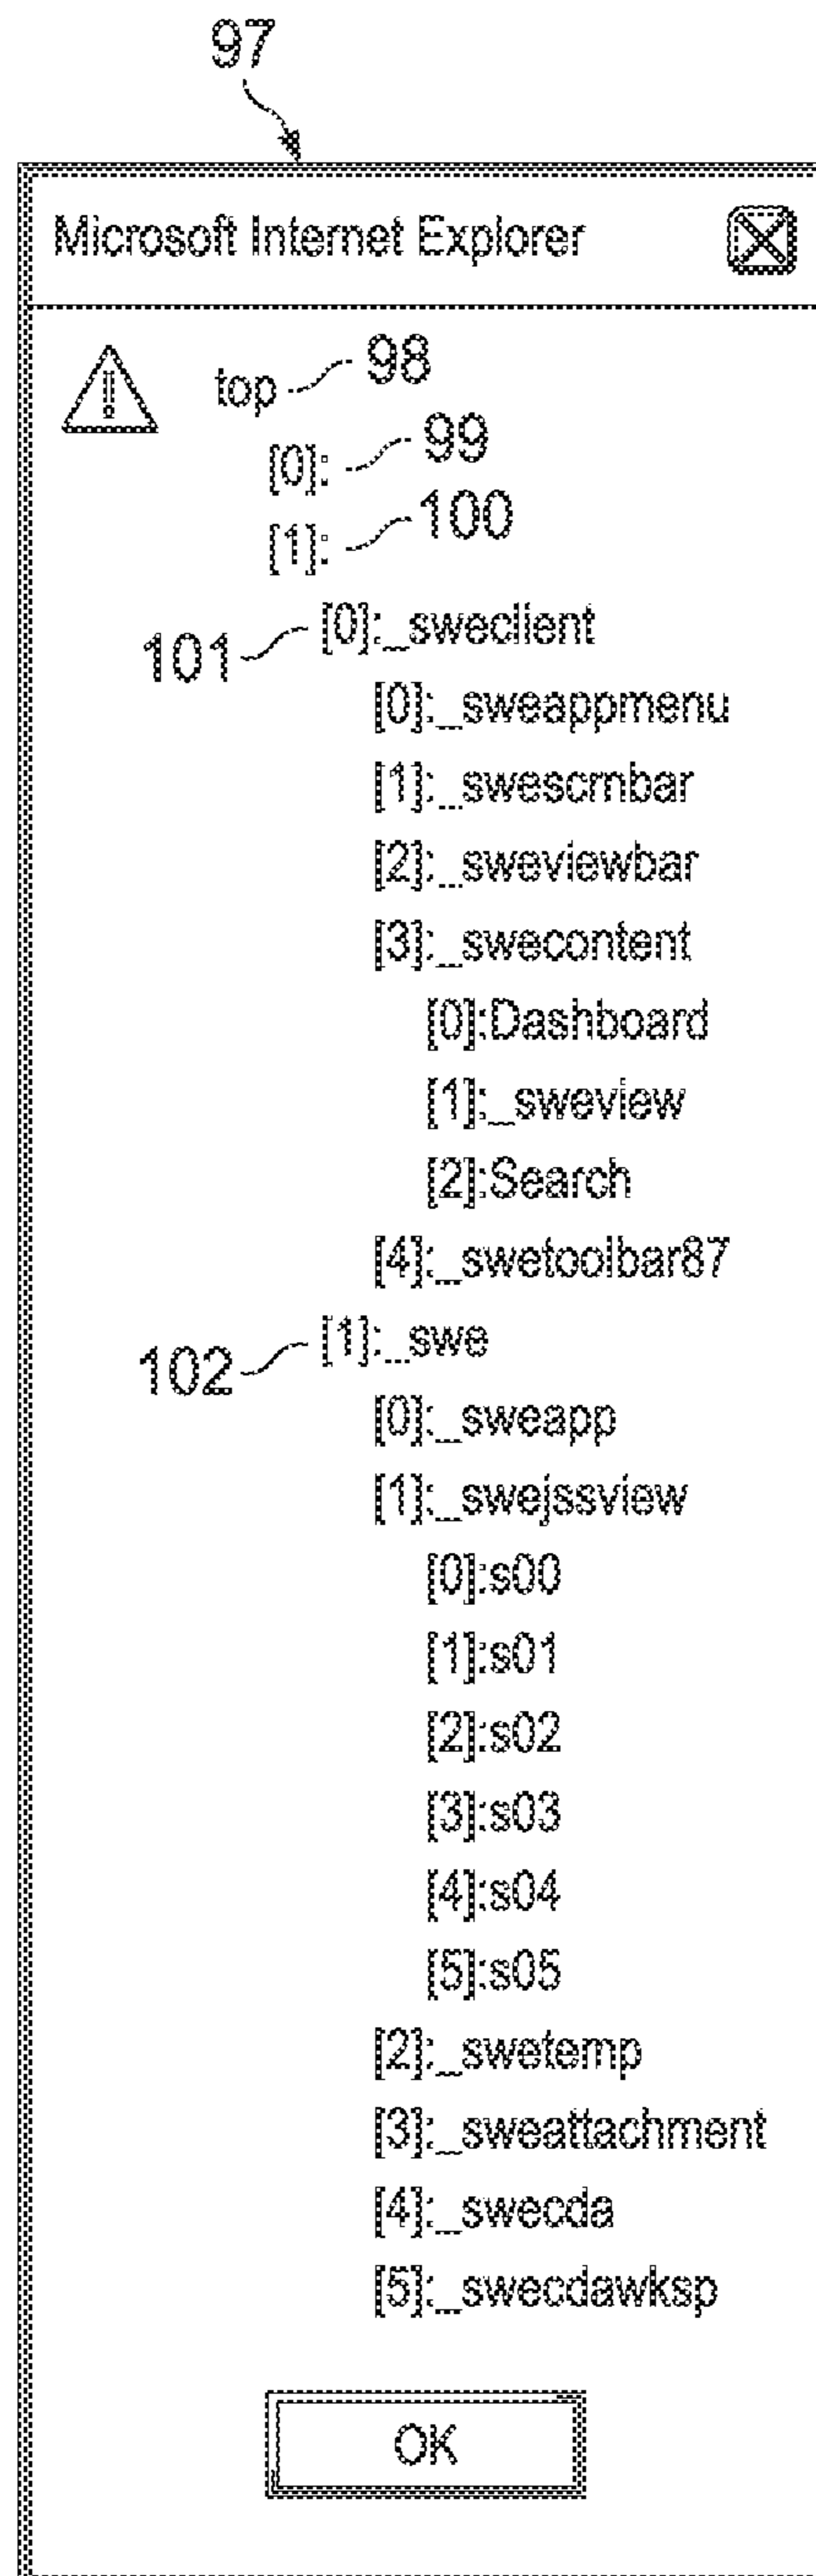 97
Microsoft Internet Explorer
top 98
[0]: 99
[1]: 100
101 [0]:_sweclient
[0]:_sweappmenu
[1]:_swescrnbar
[2]:_sweviewbar
[3]:_swecontent
[0]:Dashboard
[1]:_sweview
[2]:Search
[4]:_swetoolbar87
102 [1]:_swe
[0]:_sweapp
[1]:_swejssview
[0]:s00
[1]:s01
[2]:s02
[3]:s03
[4]:s04
[5]:s05
[2]:_swetemp
[3]:_sweattachment
[4]:_swecda
[5]:_swecdawksp
OK